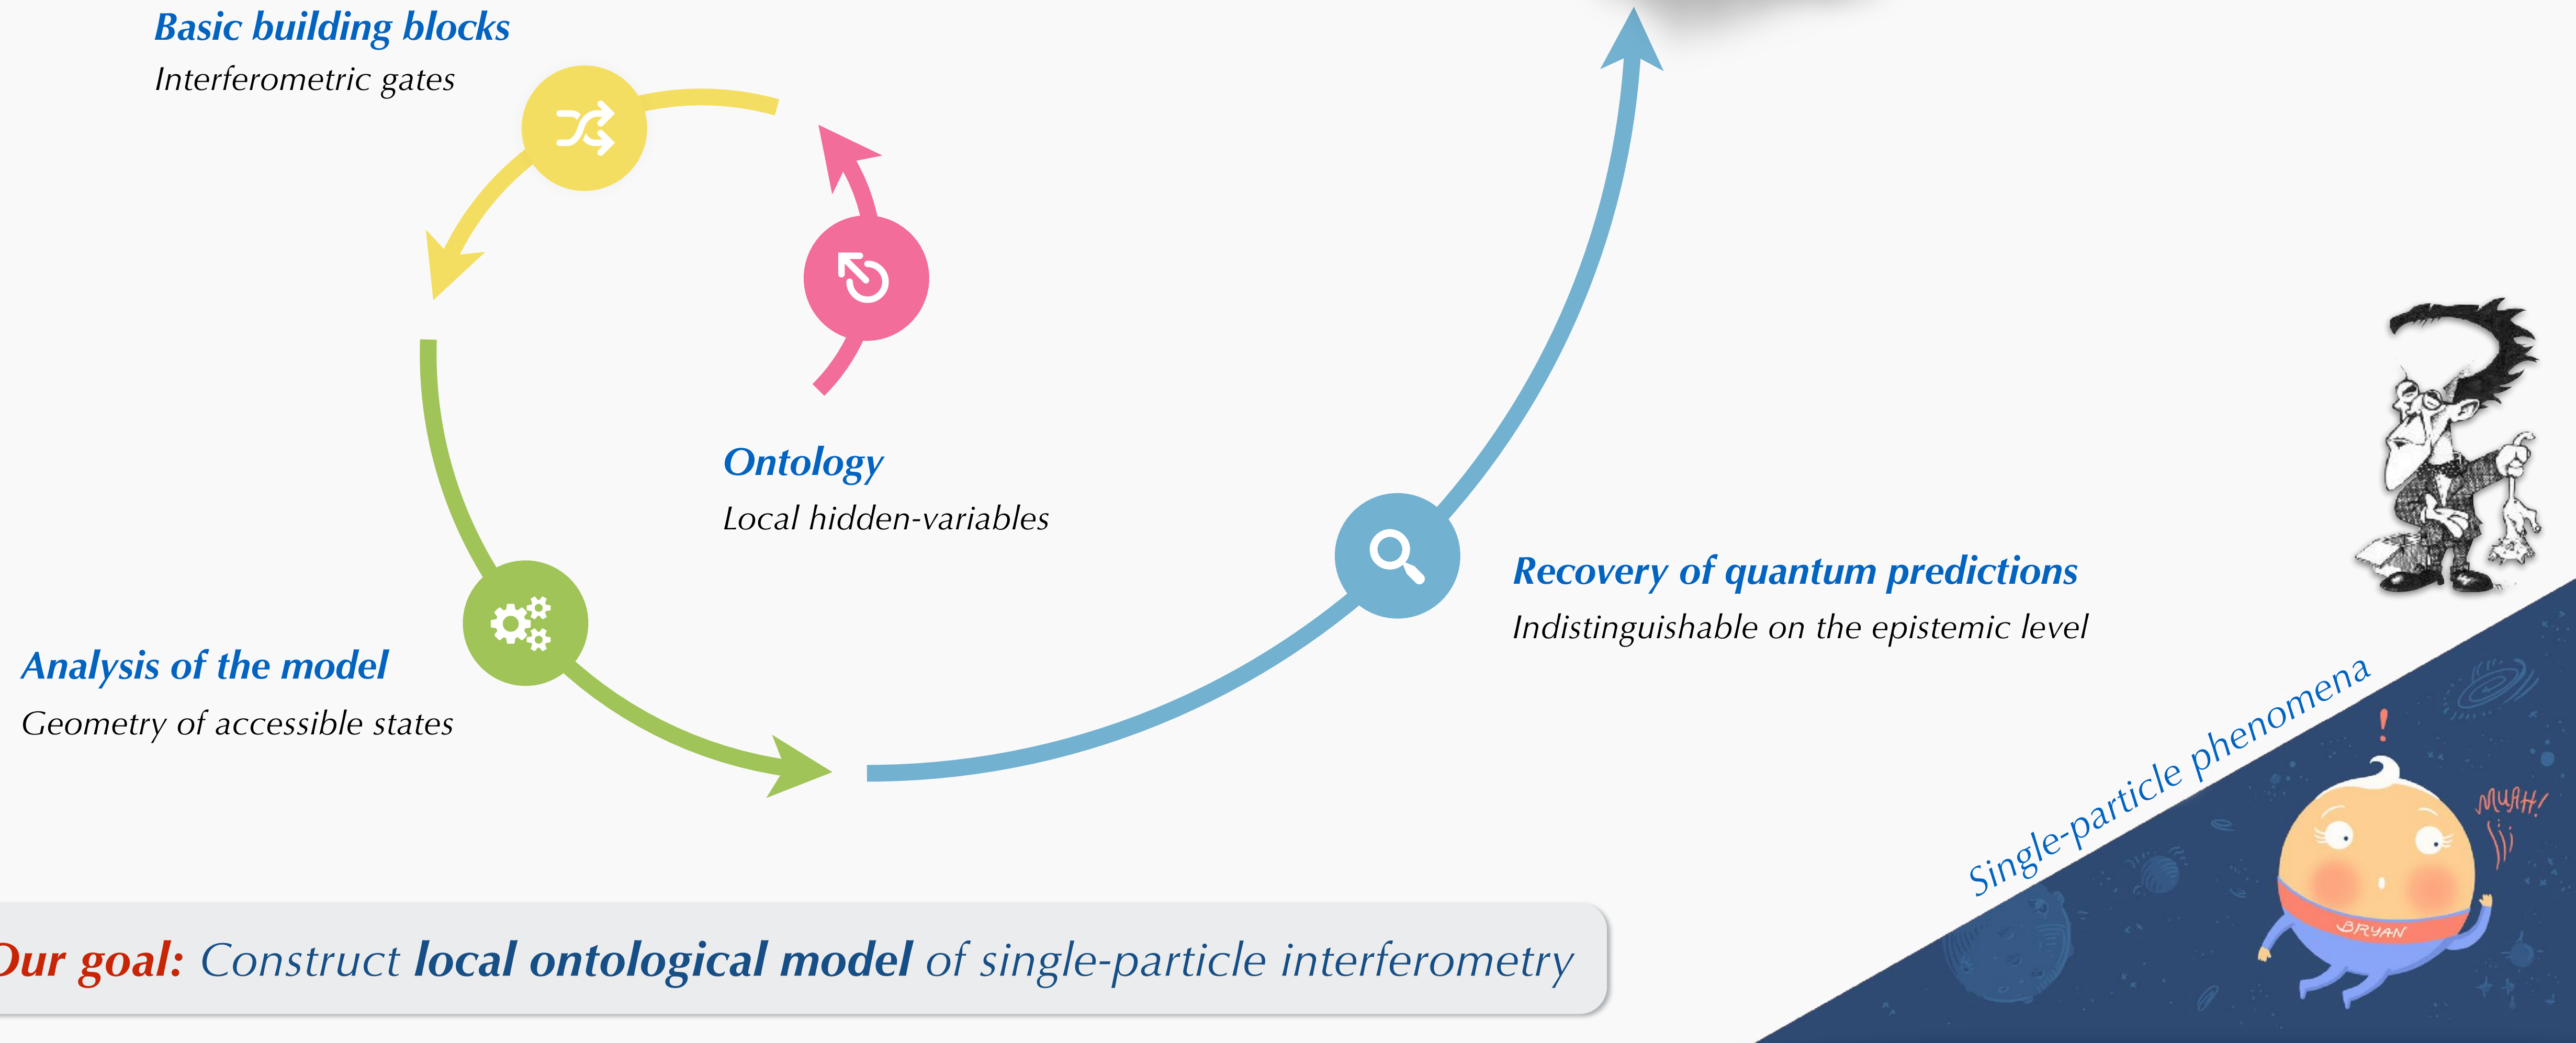 Basic building blocks
Interferometric gates
Ontology
Local hidden-variables
Recovery of quantum predictions
Indistinguishable on the epistemic level
Analysis of the model
Geometry of accessible states
Single-particle phenomena
!
MUAH!
BRYAN
Our goal: Construct local ontological model of single-particle interferometry